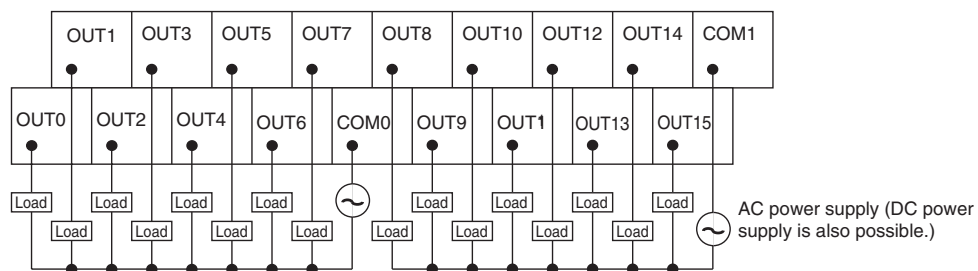 OUT1 OUT3 OUT5 OUT7 OUT8 OUT10 OUT12 OUT14 COM1
OUT0 OUT2 OUT4 OUT6 COM0 OUT9 OUT1 OUT13 OUT15
Load Load Load Load Load Load Load Load
AC power supply (DC power
supply is also possible.)
Load Load Load Load Load Load Load